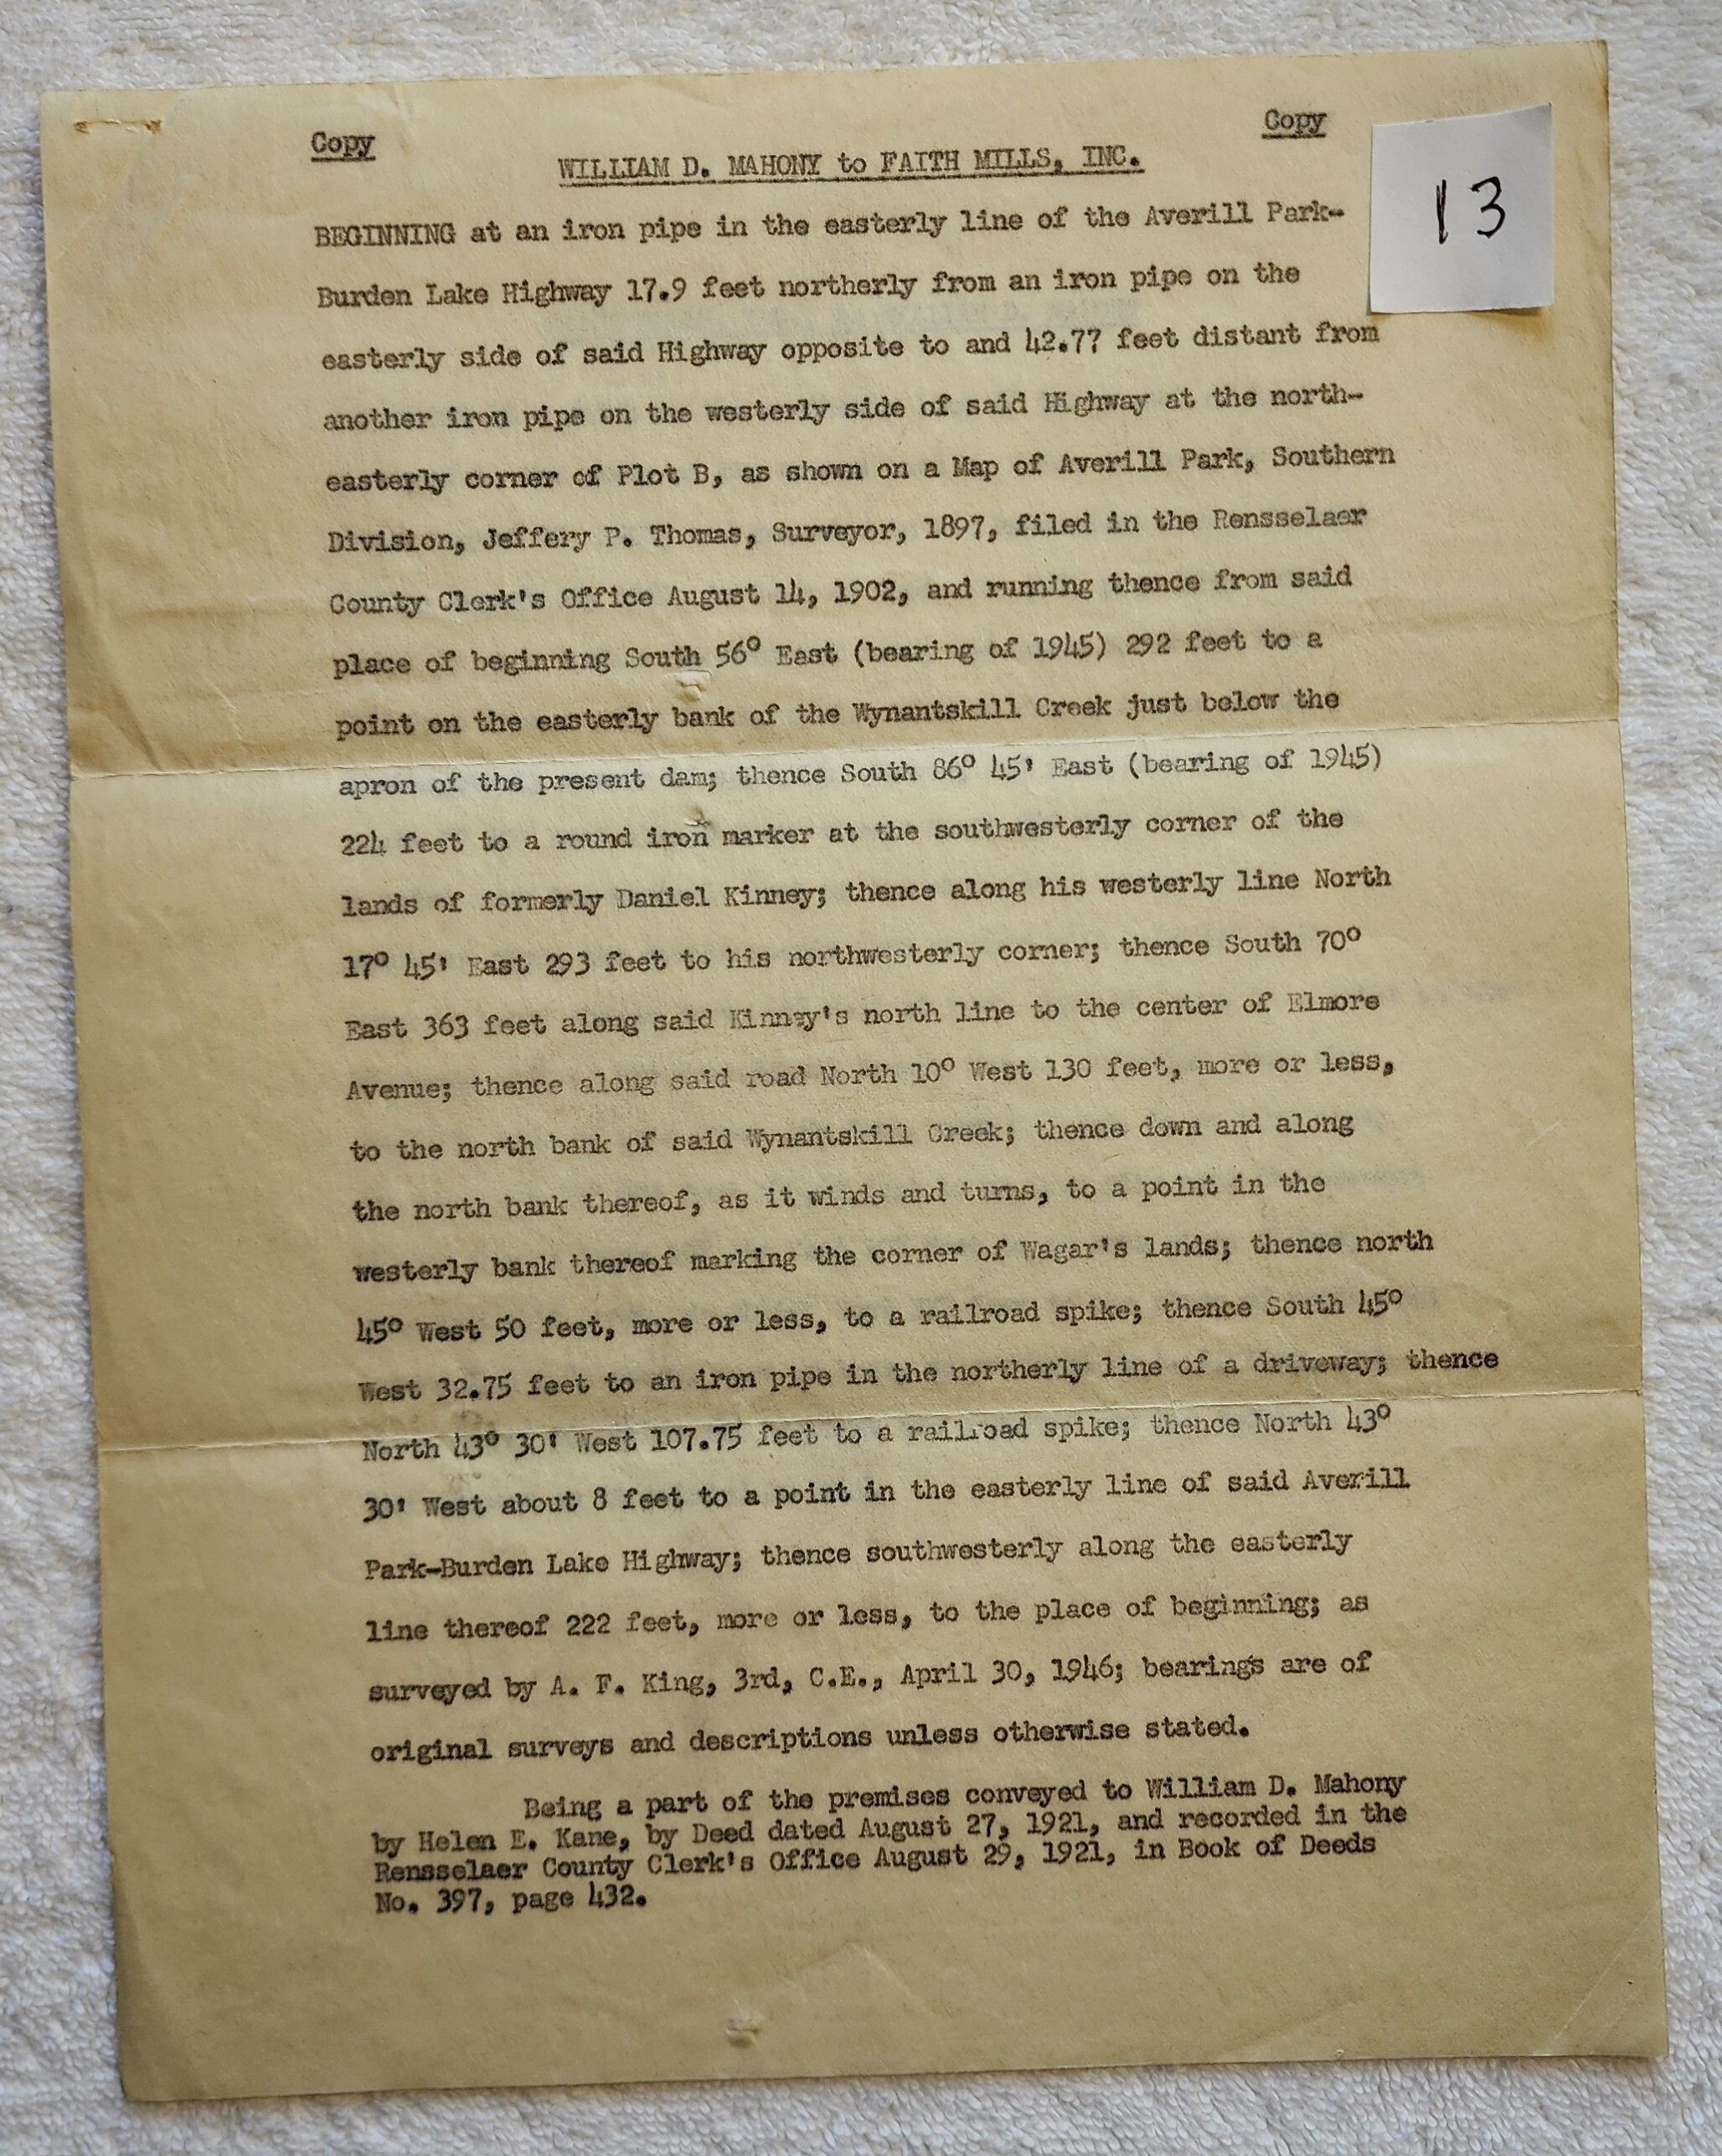 Copy Copy
WILLIAM D. MAHONY to FAITH MILLS, INC.
13
BEGINNING at an iron pipe in the easterly line of the Averill Park-
Burden Lake Highway 17.9 feet northerly from an iron pipe on the
easterly side of said Highway opposite to and 42.77 feet distant from
another iron pipe on the westerly side of said Highway at the north-
easterly corner of Plot B, as shown on a Map of Averill Park, Southern
Division, Jeffery P. Thomas, Surveyor, 1897, filed in the Rensselaer
County Clerk's Office August 14, 1902, and running thence from said
place of beginning South 56° East (bearing of 1945) 292 feet to a
point on the easterly bank of the Wynantskill Creek just below the
apron of the present dam; thence South 86° 45' East (bearing of 1945)
224 feet to a round iron marker at the southwesterly corner of the
lands of formerly Daniel Kinney; thence along his westerly line North
17° 45' East 293 feet to his northwesterly corner; thence South 70°
East 363 feet along said Kinney's north line to the center of Elmore
Avenue; thence along said road North 10° West 130 feet, more or less,
to the north bank of said Wynantskill Creek; thence down and along
the north bank thereof, as it winds and turns, to a point in the
westerly bank thereof marking the corner of Wagar's lands; thence north
45° West 50 feet, more or less, to a railroad spike; thence South 45°
West 32.75 feet to an iron pipe in the northerly line of a driveway; thence
North 43° 30' West 107.75 feet to a railroad spike; thence North 43°
30' West about 8 feet to a point in the easterly line of said Averill
Park-Burden Lake Highway; thence southwesterly along the easterly
line thereof 222 feet, more or less, to the place of beginning; as
surveyed by A. F. King, 3rd, C.E., April 30, 1946; bearings are of
original surveys and descriptions unless otherwise stated.
Being a part of the premises conveyed to William D. Mahony
by Helen E. Kane, by Deed dated August 27, 1921, and recorded in the
Rensselaer County Clerk's Office August 29, 1921, in Book of Deeds
No. 397, page 432.